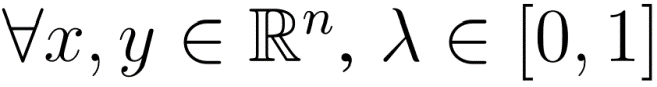 ∀x, y ∈ ℝⁿ, λ ∈ [0, 1]